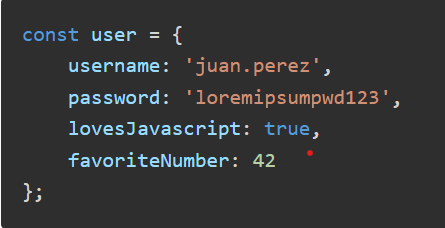 const user = {
    username: 'juan.perez',
    password: 'loremipsumpwd123',
    lovesJavascript: true,
    favoriteNumber: 42
};